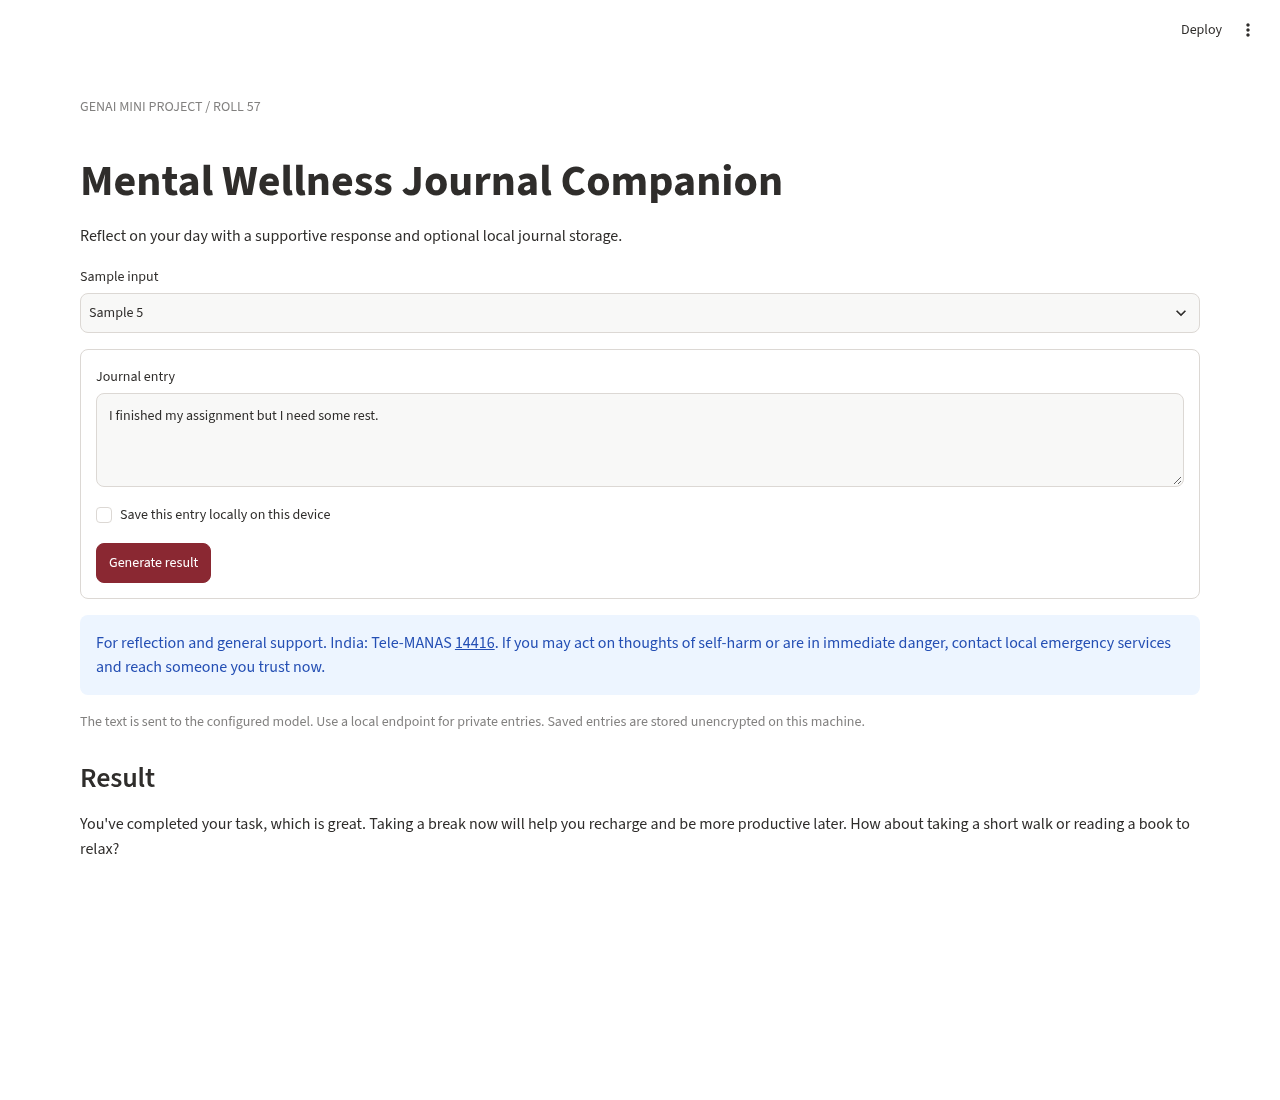 Deploy
GENAI MINI PROJECT / ROLL 57
Mental Wellness Journal Companion
Reflect on your day with a supportive response and optional local journal storage.
Sample input
Sample 5
Journal entry
I finished my assignment but I need some rest.
Save this entry locally on this device
Generate result
For reflection and general support. India: Tele-MANAS 14416. If you may act on thoughts of self-harm or are in immediate danger, contact local emergency services
and reach someone you trust now.
The text is sent to the configured model. Use a local endpoint for private entries. Saved entries are stored unencrypted on this machine.
Result
You've completed your task, which is great. Taking a break now will help you recharge and be more productive later. How about taking a short walk or reading a book to
relax?